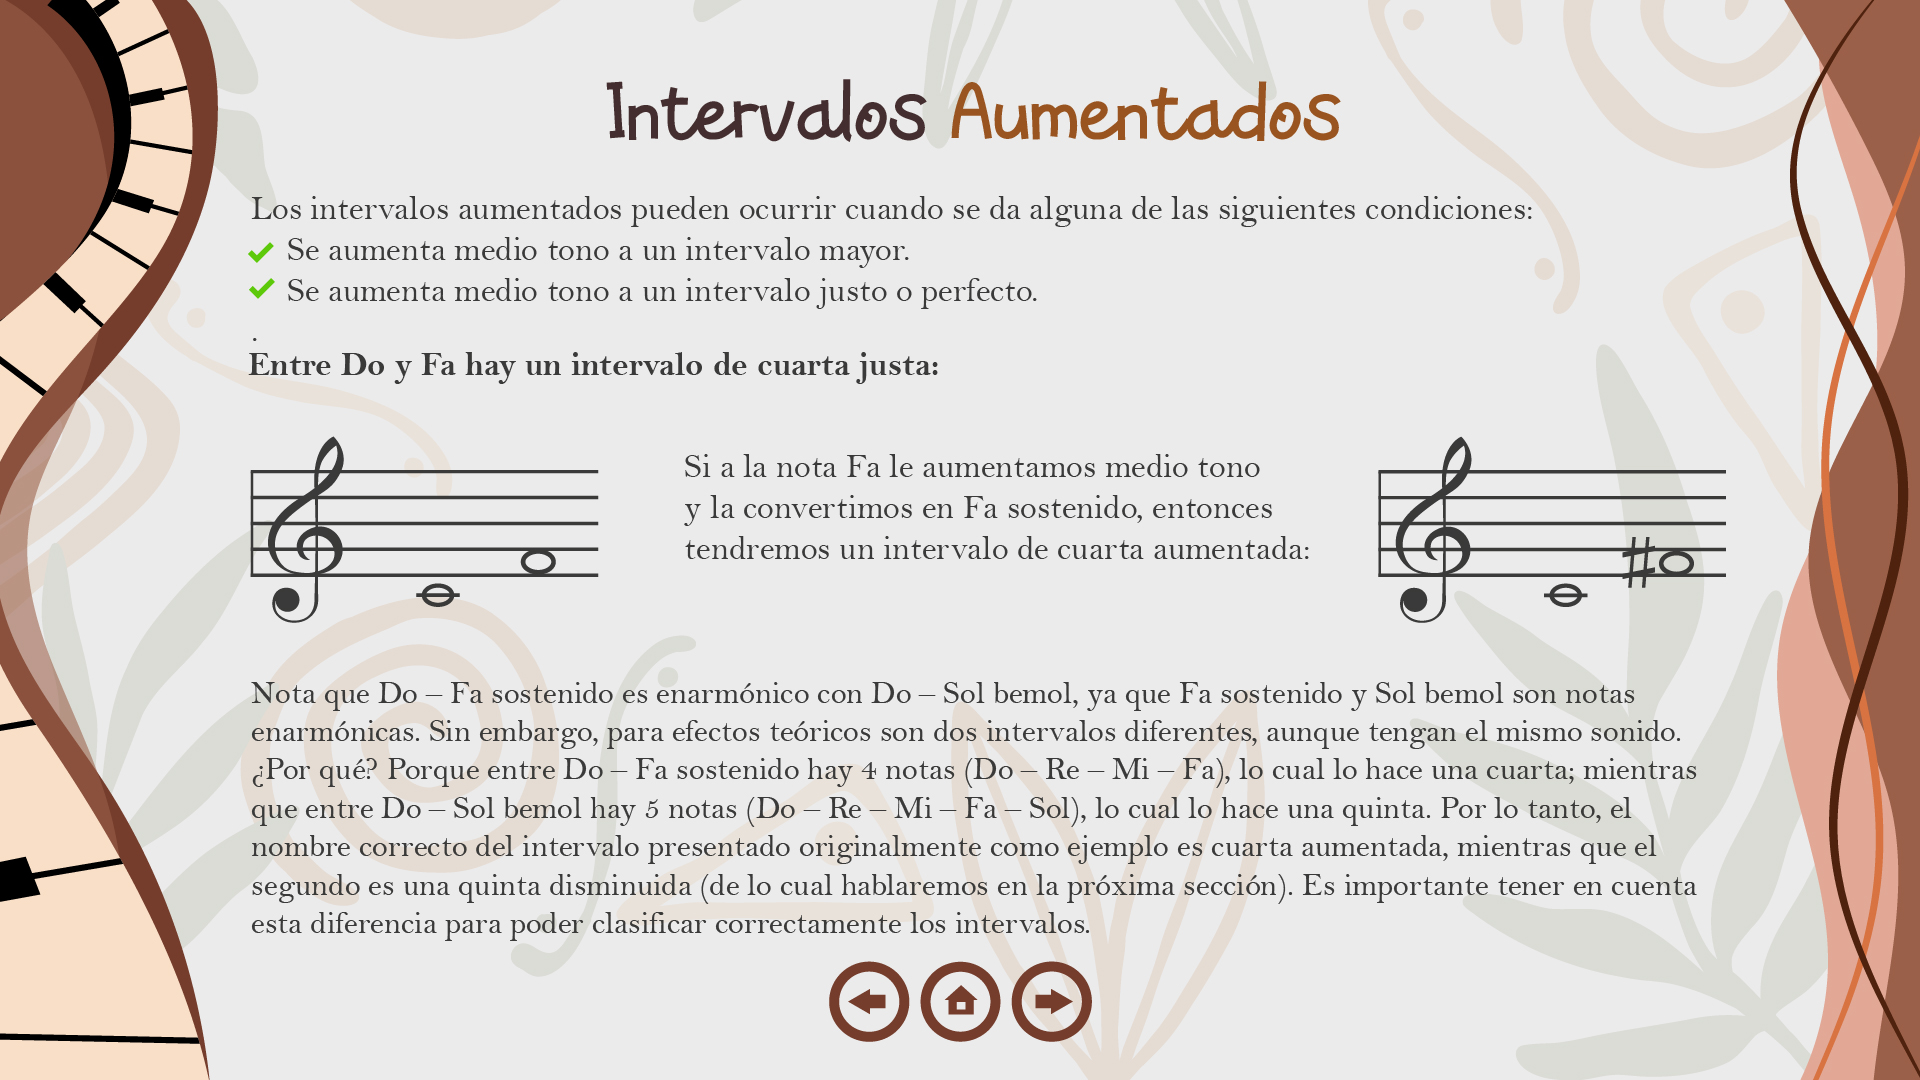 Intervalos Aumentados
Los intervalos aumentados pueden ocurrir cuando se da alguna de las siguientes condiciones:
Se aumenta medio tono a un intervalo mayor.
Se aumenta medio tono a un intervalo justo o perfecto.
.
Entre Do y Fa hay un intervalo de cuarta justa:
Si a la nota Fa le aumentamos medio tono
y la convertimos en Fa sostenido, entonces
tendremos un intervalo de cuarta aumentada:
Nota que Do – Fa sostenido es enarmónico con Do – Sol bemol, ya que Fa sostenido y Sol bemol son notas
enarmónicas. Sin embargo, para efectos teóricos son dos intervalos diferentes, aunque tengan el mismo sonido.
¿Por qué? Porque entre Do – Fa sostenido hay 4 notas (Do – Re – Mi – Fa), lo cual lo hace una cuarta; mientras
que entre Do – Sol bemol hay 5 notas (Do – Re – Mi – Fa – Sol), lo cual lo hace una quinta. Por lo tanto, el
nombre correcto del intervalo presentado originalmente como ejemplo es cuarta aumentada, mientras que el
segundo es una quinta disminuida (de lo cual hablaremos en la próxima sección). Es importante tener en cuenta
esta diferencia para poder clasificar correctamente los intervalos.